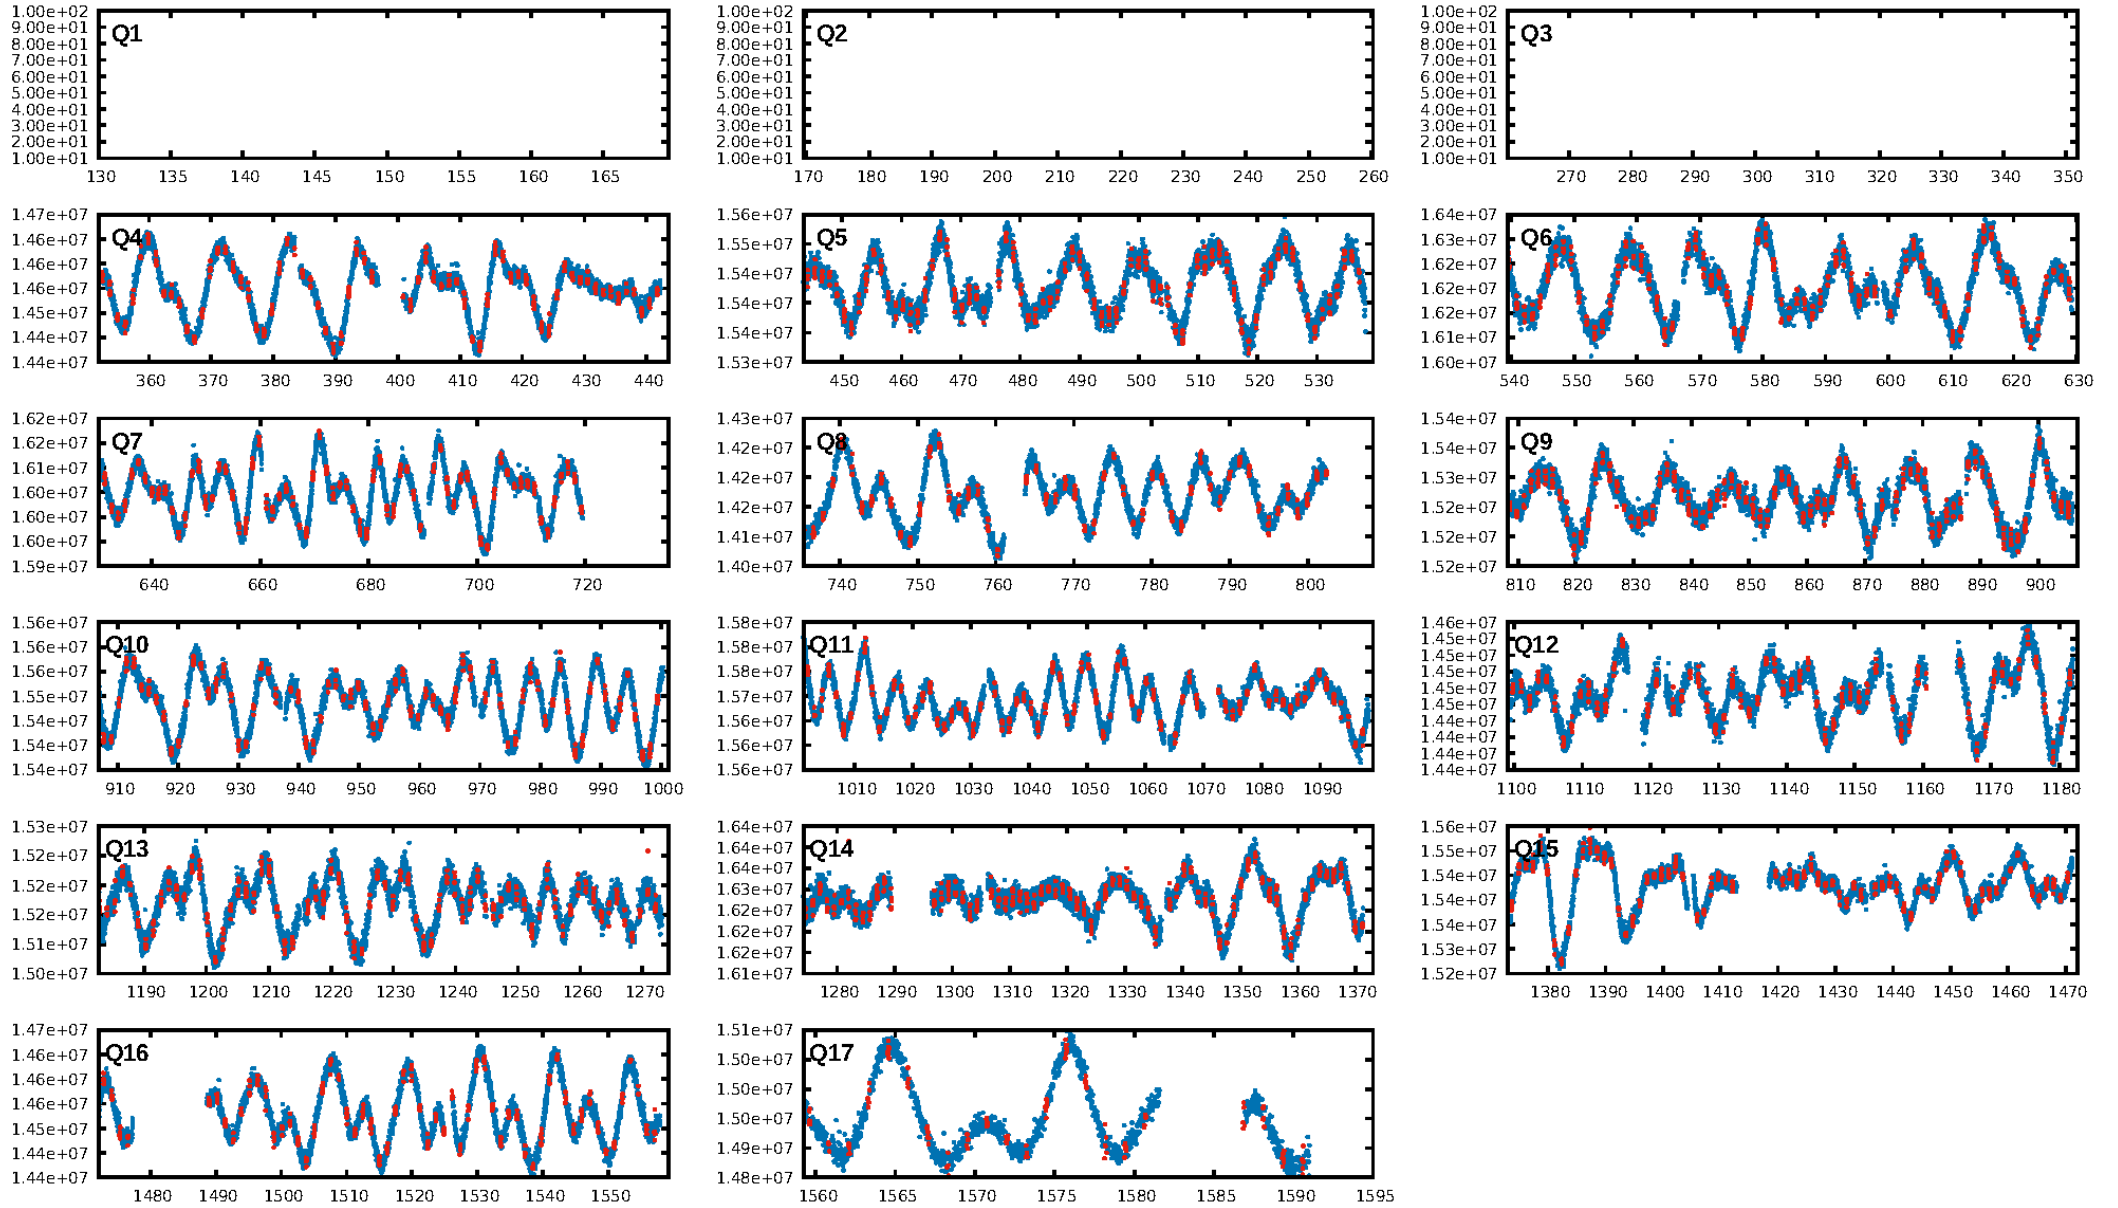 1.00e+02 9.00e+01 8.00e+01 7.00e+01 6.00e+01 5.00e+01 4.00e+01 3.00e+01 2.00e+01 1.00e+01
Q1
130 135 140 145 150 155 160 165
1.00e+02 9.00e+01 8.00e+01 7.00e+01 6.00e+01 5.00e+01 4.00e+01 3.00e+01 2.00e+01 1.00e+01
Q2
170 180 190 200 210 220 230 240 250 260
1.00e+02 9.00e+01 8.00e+01 7.00e+01 6.00e+01 5.00e+01 4.00e+01 3.00e+01 2.00e+01 1.00e+01
Q3
270 280 290 300 310 320 330 340 350
1.47e+07 1.46e+07 1.46e+07 1.46e+07 1.45e+07 1.44e+07 1.44e+07
Q4
360 370 380 390 400 410 420 430 440
1.56e+07 1.55e+07 1.54e+07 1.54e+07 1.54e+07 1.53e+07
Q5
450 460 470 480 490 500 510 520 530
1.64e+07 1.63e+07 1.62e+07 1.62e+07 1.62e+07 1.61e+07 1.60e+07
Q6
540 550 560 570 580 590 600 610 620 630
1.62e+07 1.62e+07 1.61e+07 1.60e+07 1.60e+07 1.60e+07 1.59e+07
Q7
640 660 680 700 720
1.43e+07 1.42e+07 1.42e+07 1.42e+07 1.41e+07 1.40e+07
Q8
740 750 760 770 780 790 800
1.54e+07 1.54e+07 1.53e+07 1.52e+07 1.52e+07 1.52e+07
Q9
810 820 830 840 850 860 870 880 890 900
1.56e+07 1.56e+07 1.56e+07 1.55e+07 1.54e+07 1.54e+07 1.54e+07
Q10
910 920 930 940 950 960 970 980 990 1000
1.58e+07 1.58e+07 1.58e+07 1.57e+07 1.56e+07 1.56e+07 1.56e+07
Q11
1010 1020 1030 1040 1050 1060 1070 1080 1090
1.46e+07 1.45e+07 1.45e+07 1.45e+07 1.45e+07 1.45e+07 1.44e+07 1.44e+07 1.44e+07 1.44e+07
Q12
1100 1110 1120 1130 1140 1150 1160 1170 1180
1.53e+07 1.52e+07 1.52e+07 1.52e+07 1.51e+07 1.50e+07
Q13
1190 1200 1210 1220 1230 1240 1250 1260 1270
1.64e+07 1.64e+07 1.64e+07 1.63e+07 1.62e+07 1.62e+07 1.62e+07 1.61e+07
Q14
1280 1290 1300 1310 1320 1330 1340 1350 1360 1370
1.56e+07 1.55e+07 1.54e+07 1.54e+07 1.54e+07 1.53e+07 1.52e+07
Q15
1380 1390 1400 1410 1420 1430 1440 1450 1460 1470
1.47e+07 1.46e+07 1.46e+07 1.46e+07 1.45e+07 1.44e+07 1.44e+07
Q16
1480 1490 1500 1510 1520 1530 1540 1550
1.51e+07 1.50e+07 1.50e+07 1.50e+07 1.49e+07 1.48e+07
Q17
1560 1565 1570 1575 1580 1585 1590 1595